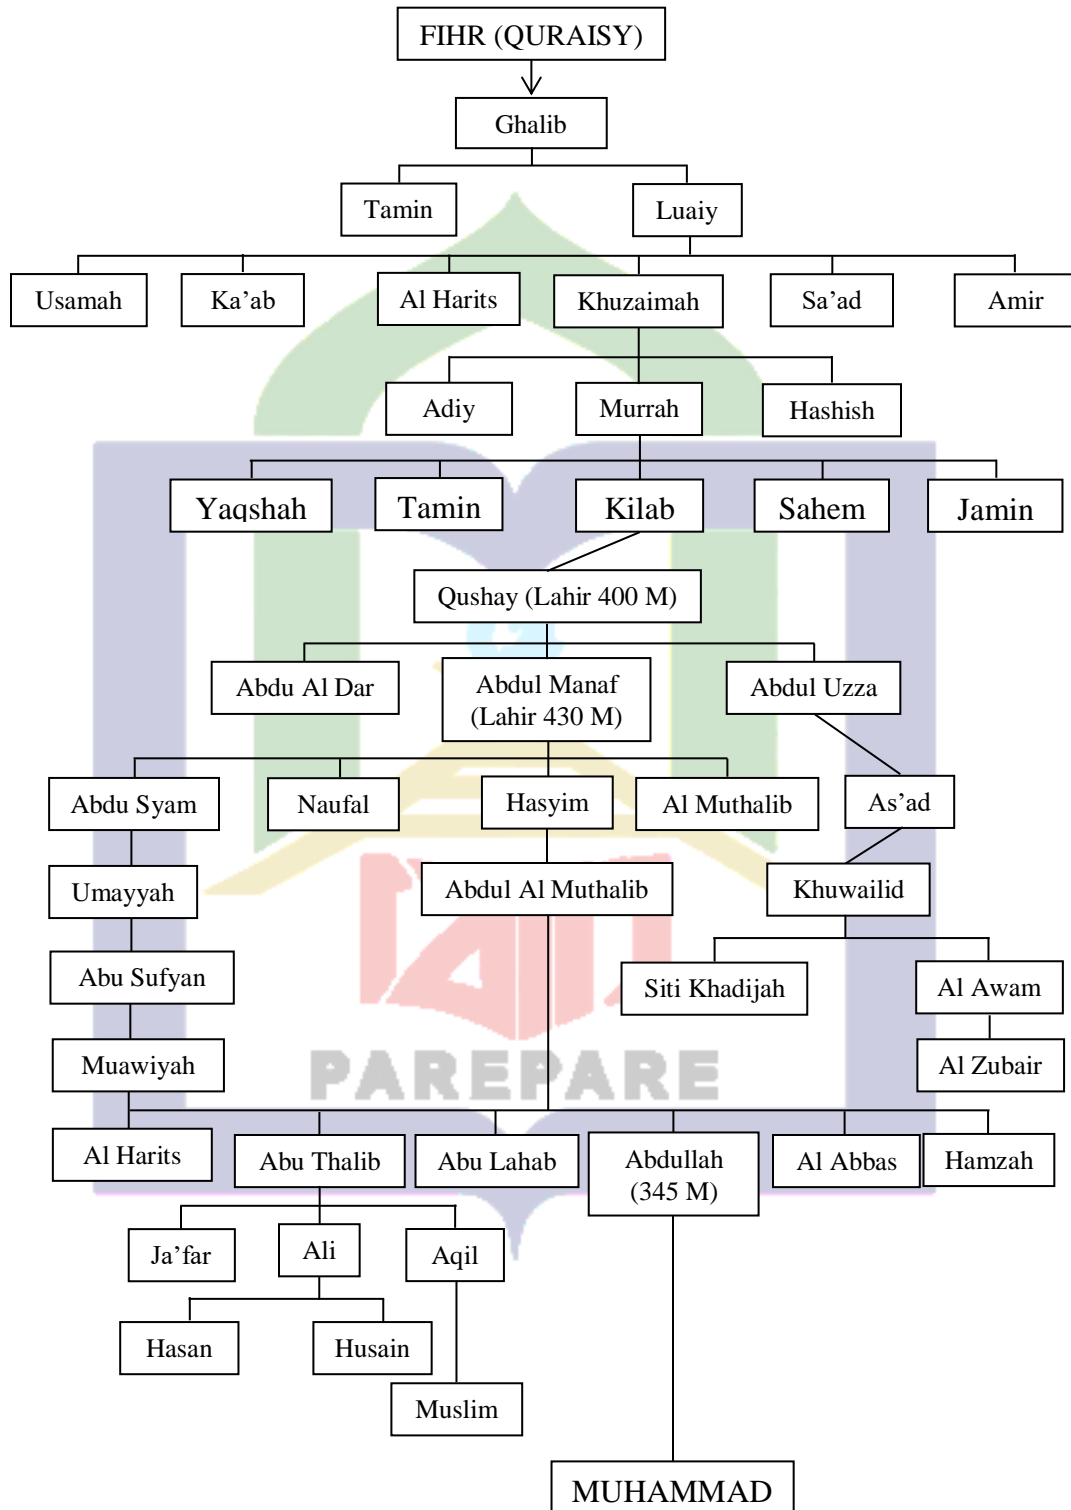 FIHR (QURAISY)
Ghalib
Tamin
Luaiy
Usamah
Ka’ab
Al Harits
Khuzaimah
Sa’ad
Amir
Adiy
Murrah
Hashish
Yaqshah
Tamin
Kilab
Sahem
Jamin
Qushay (Lahir 400 M)
Abdu Al Dar
Abdul Manaf
(Lahir 430 M)
Abdul Uzza
Abdu Syam
Naufal
Hasyim
Al Muthalib
As’ad
Umayyah
Abdul Al Muthalib
Khuwailid
Abu Sufyan
Siti Khadijah
Al Awam
Muawiyah
Al Zubair
PAREPARE
Al Harits
Abu Thalib
Abu Lahab
Abdullah
(345 M)
Al Abbas
Hamzah
Ja’far
Ali
Aqil
Hasan
Husain
Muslim
MUHAMMAD